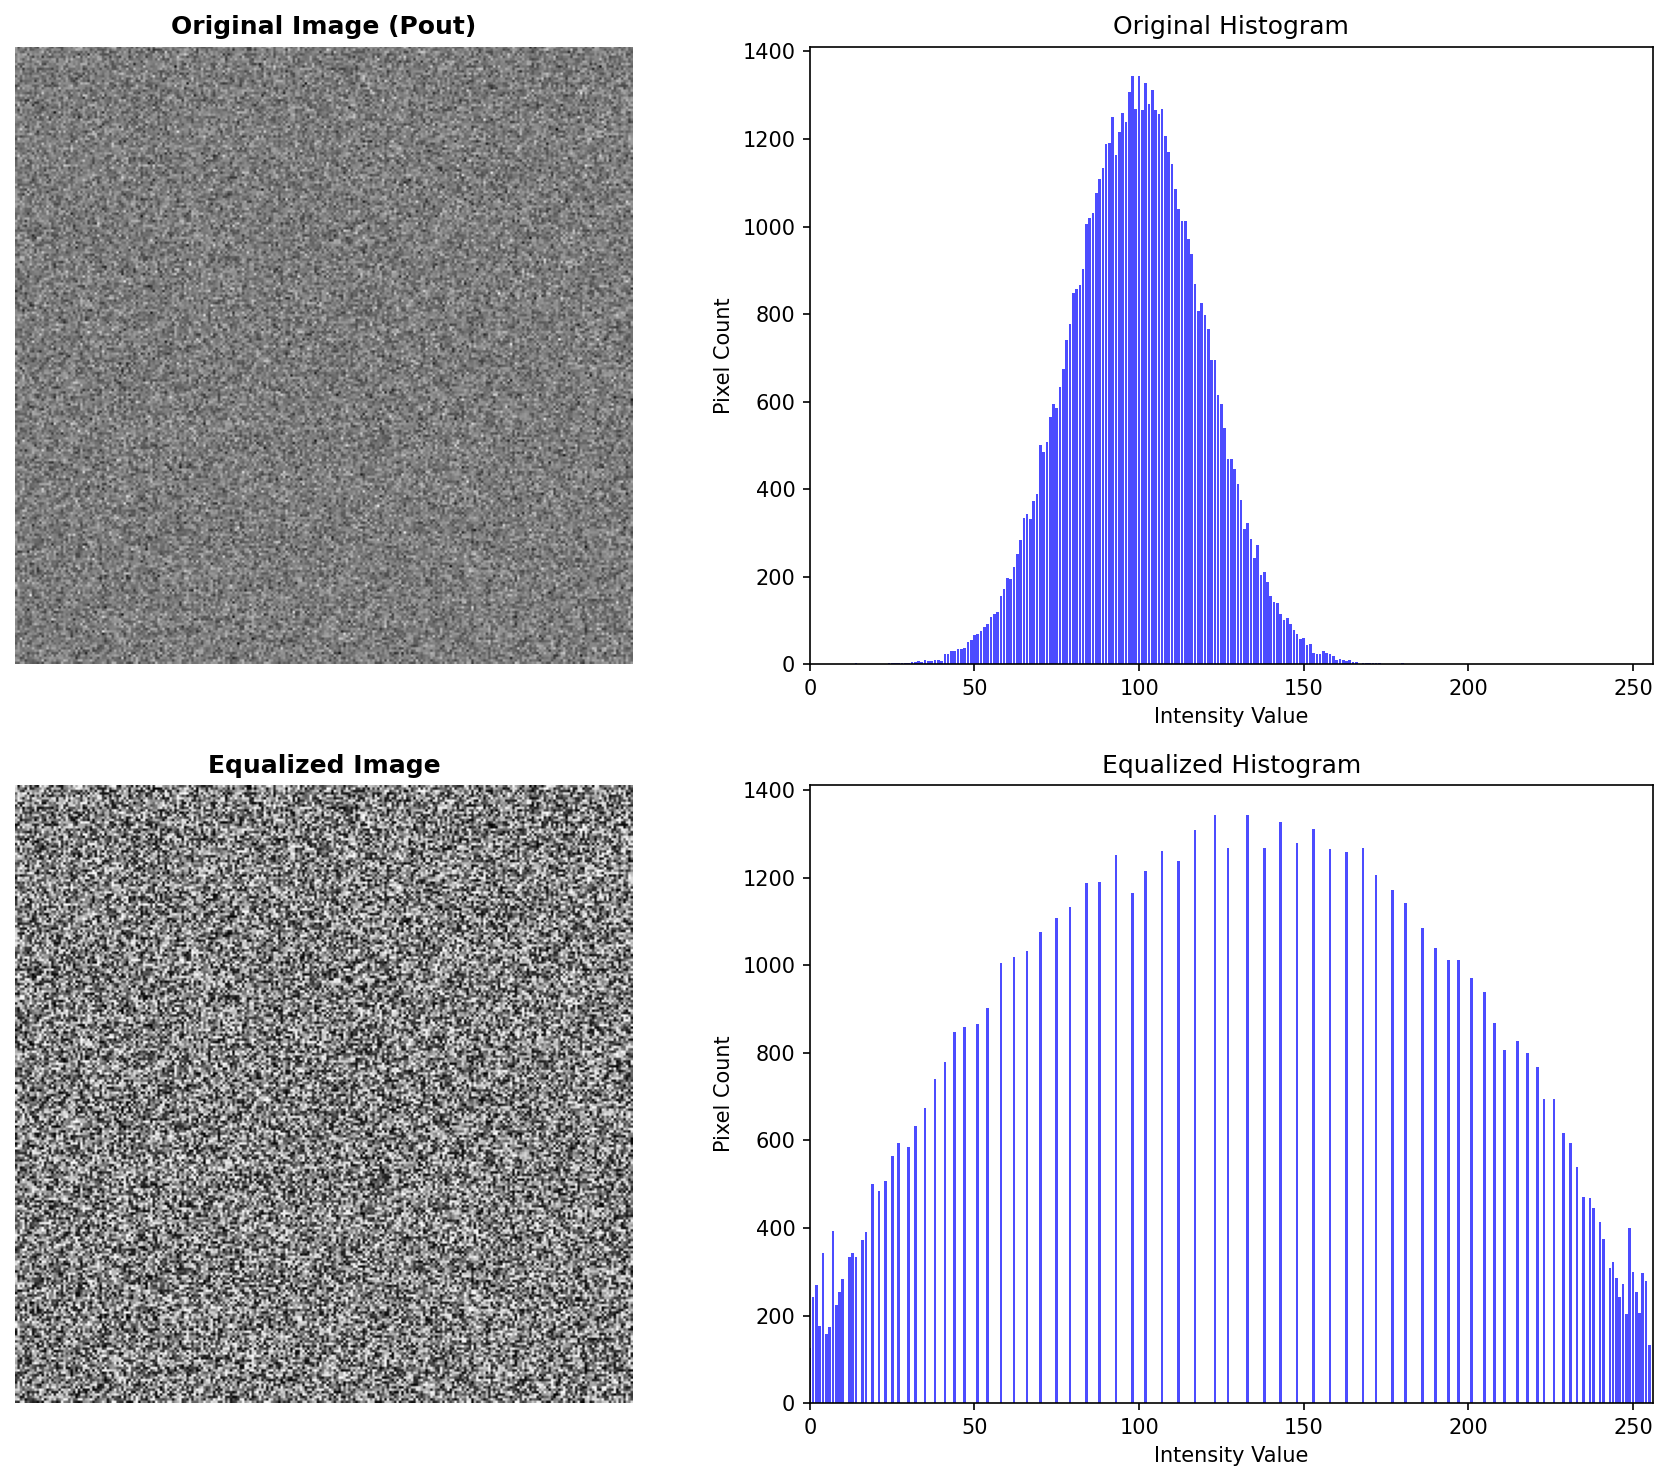 Original Image (Pout)
Original Histogram
1400
1200
1000
800
600
400
200
0
Pixel Count
0 50 100 150 200 250
Intensity Value
Equalized Image
Equalized Histogram
1400
1200
1000
800
600
400
200
0
Pixel Count
0 50 100 150 200 250
Intensity Value